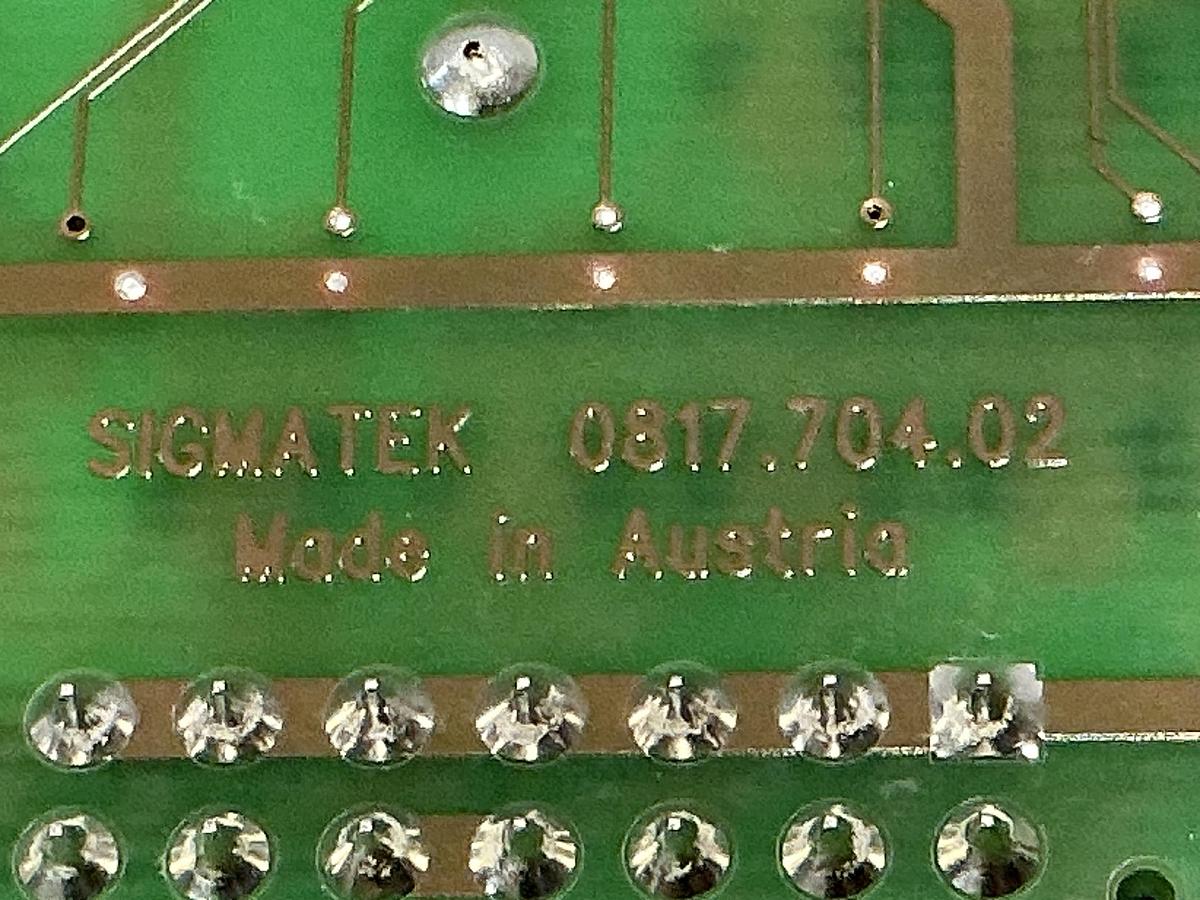 SIGMATEK 0817.704.02
Made in Austria